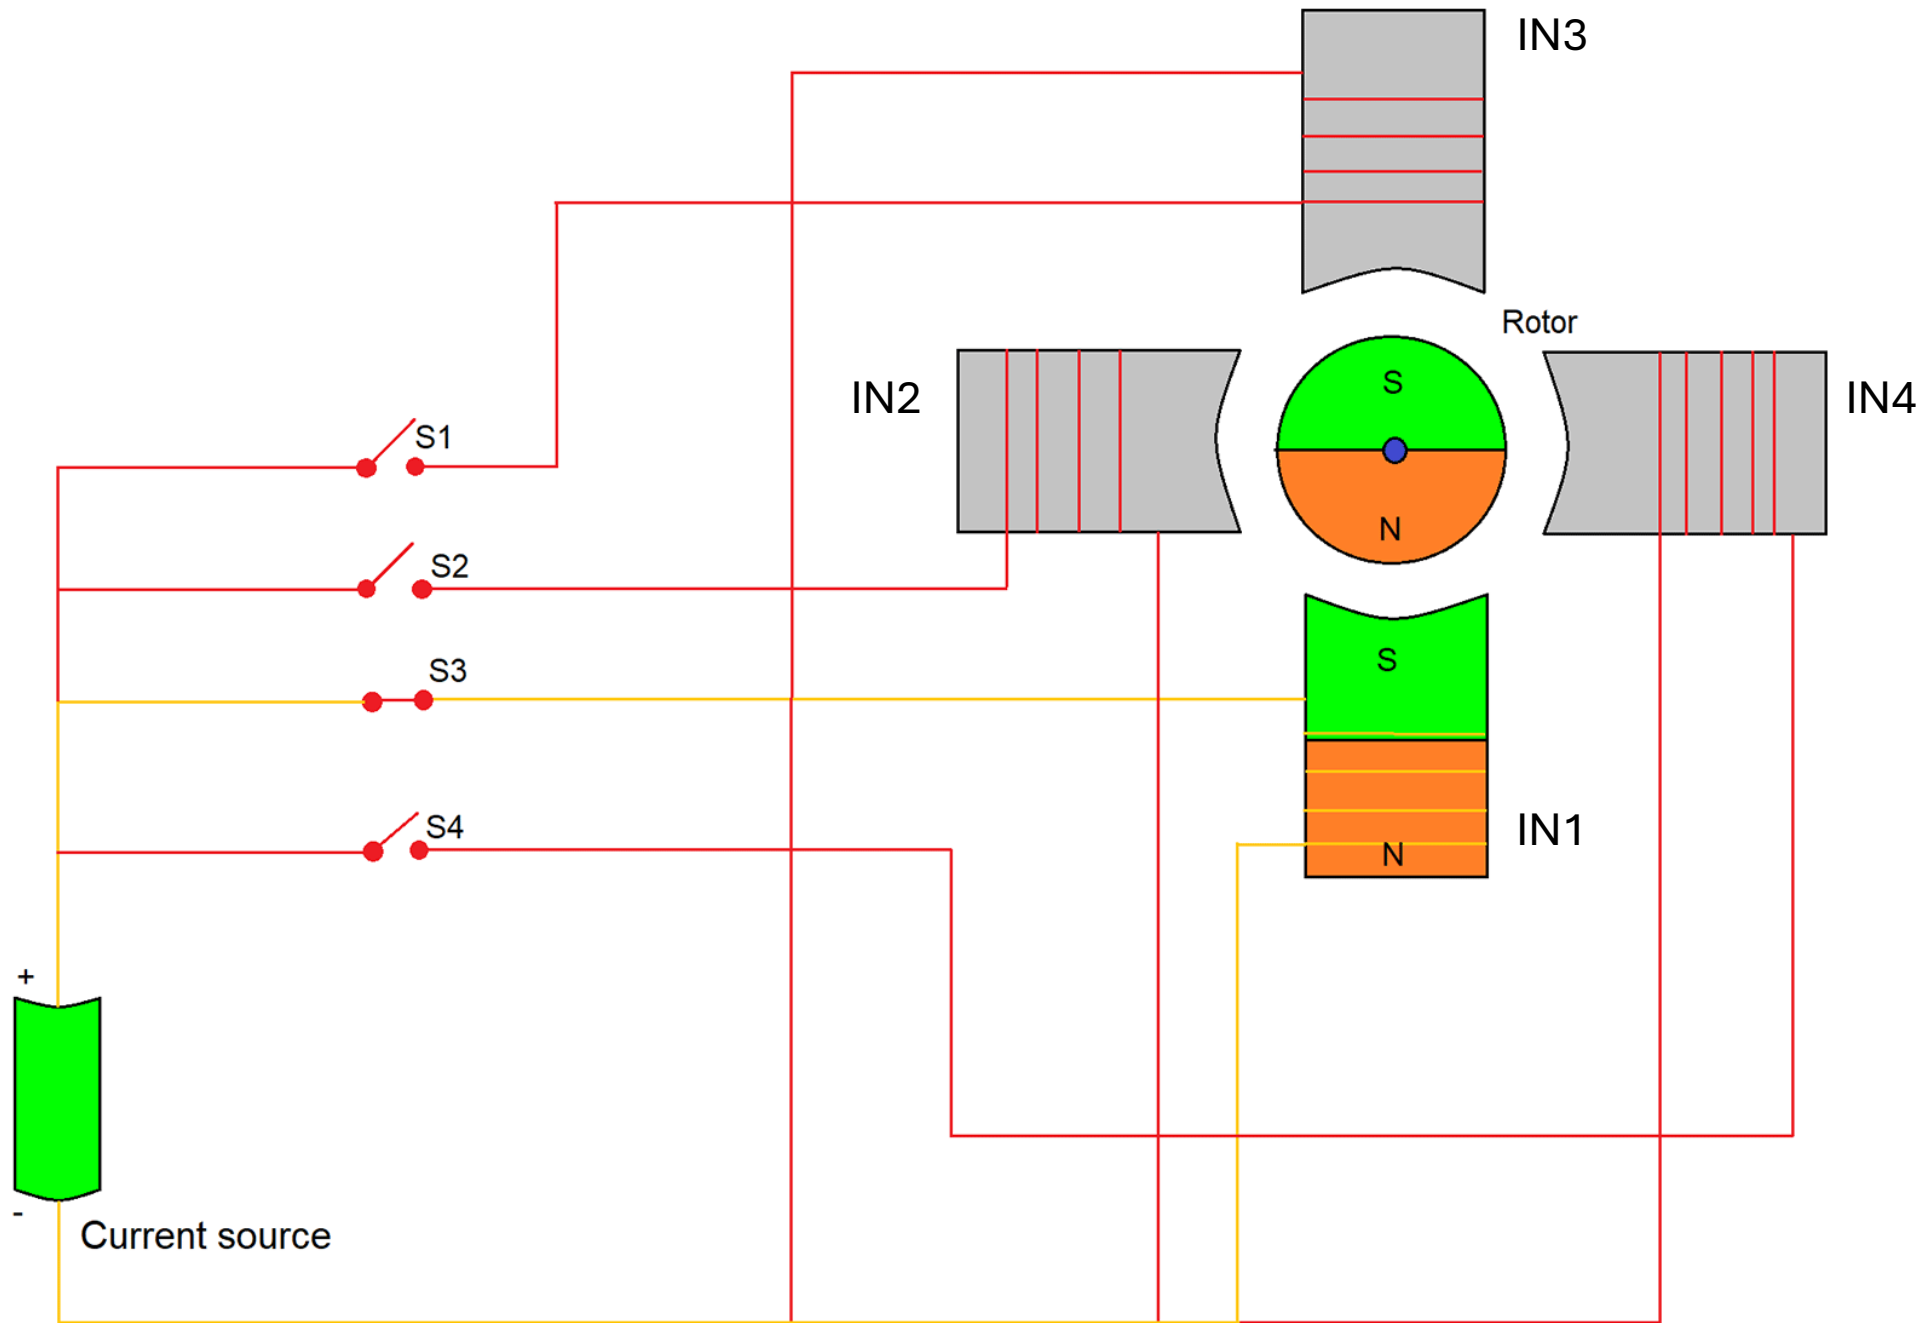 IN3
Rotor
IN2
S
IN4
S1
N
S2
S
S3
S4
IN1
N
+
-
Current source